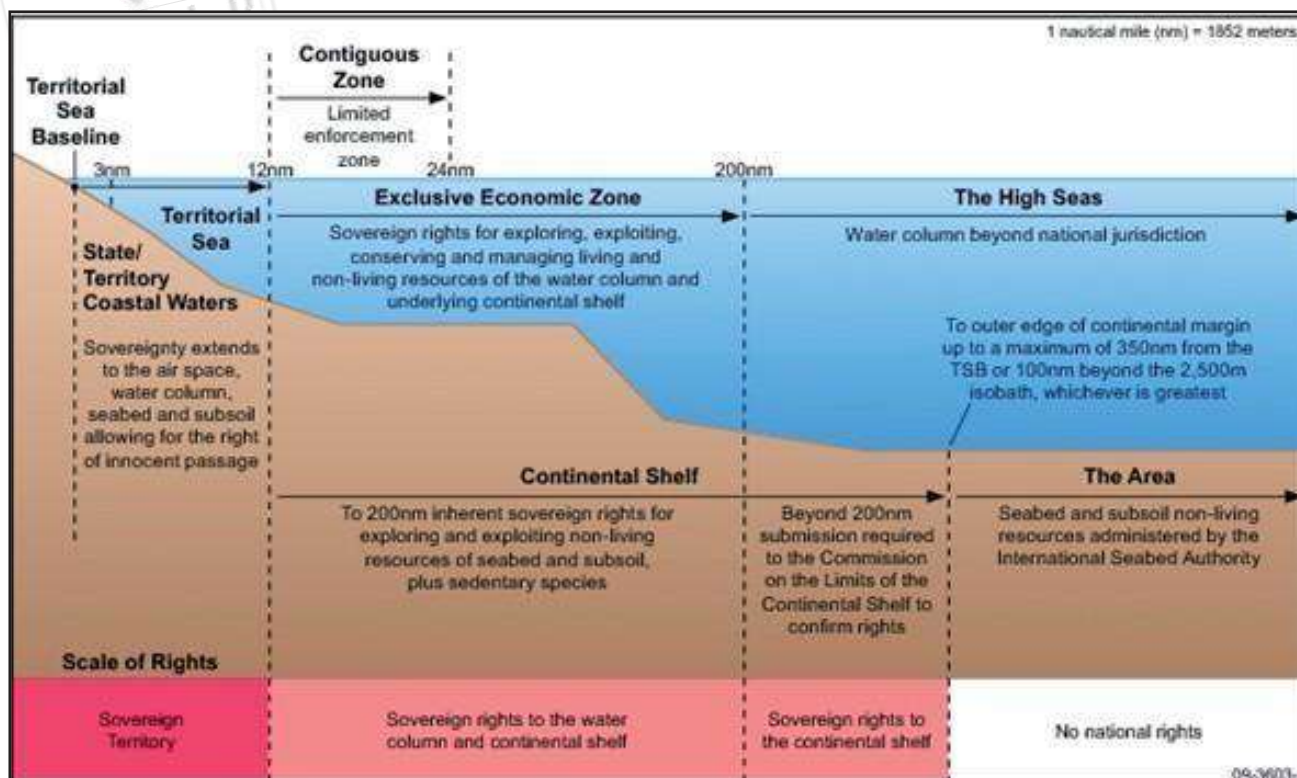 1 nautical mile (nm) = 1852 meters
Contiguous
Zone
Limited
enforcement
zone
Territorial
Sea
Baseline
3nm
12nm
24nm
200nm
Territorial
Sea
Exclusive Economic Zone
Sovereign rights for exploring, exploiting,
conserving and managing living and
non-living resources of the water column and
underlying continental shelf
The High Seas
Water column beyond national jurisdiction
State/
Territory
Coastal Waters
Sovereignty extends
to the air space,
water column,
seabed and subsoil
allowing for the right
of innocent passage
To outer edge of continental margin
up to a maximum of 350nm from the
TSB or 100nm beyond the 2,500m
isobath, whichever is greatest
Continental Shelf
To 200nm inherent sovereign rights for
exploring and exploiting non-living
resources of seabed and subsoil,
plus sedentary species
Beyond 200nm
submission required
to the Commission
on the Limits of the
Continental Shelf to
confirm rights
The Area
Seabed and subsoil non-living
resources administered by the
International Seabed Authority
Scale of Rights
Sovereign
Territory
Sovereign rights to the water
column and continental shelf
Sovereign rights to
the continental shelf
No national rights